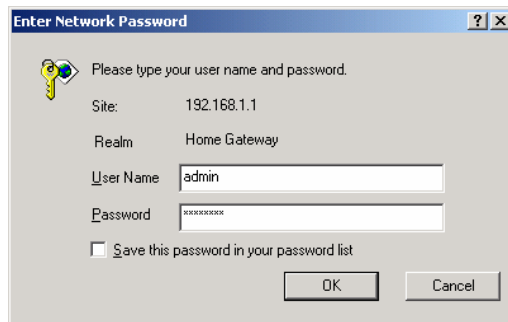 Enter Network Password
Please type your user name and password.
Site: 192.168.1.1
Realm Home Gateway
User Name admin
Password xxxxxxxx
Save this password in your password list
OK Cancel